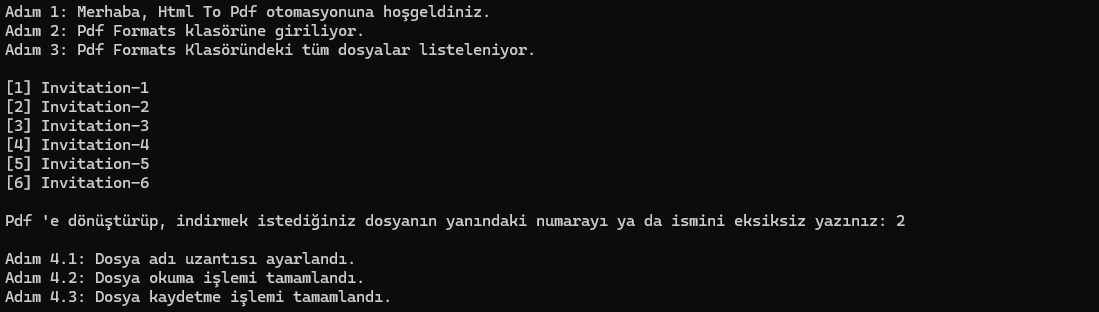 Adım 1: Merhaba, Html To Pdf otomasyonuna hoşgeldiniz.
Adım 2: Pdf Formats klasörüne giriliyor.
Adım 3: Pdf Formats Klasöründeki tüm dosyalar listeleniyor.
[1] Invitation-1
[2] Invitation-2
[3] Invitation-3
[4] Invitation-4
[5] Invitation-5
[6] Invitation-6
Pdf 'e dönüştürüp, indirmek istediğiniz dosyanın yanındaki numarayı ya da ismini eksiksiz yazınız: 2
Adım 4.1: Dosya adı uzantısı ayarlandı.
Adım 4.2: Dosya okuma işlemi tamamlandı.
Adım 4.3: Dosya kaydetme işlemi tamamlandı.